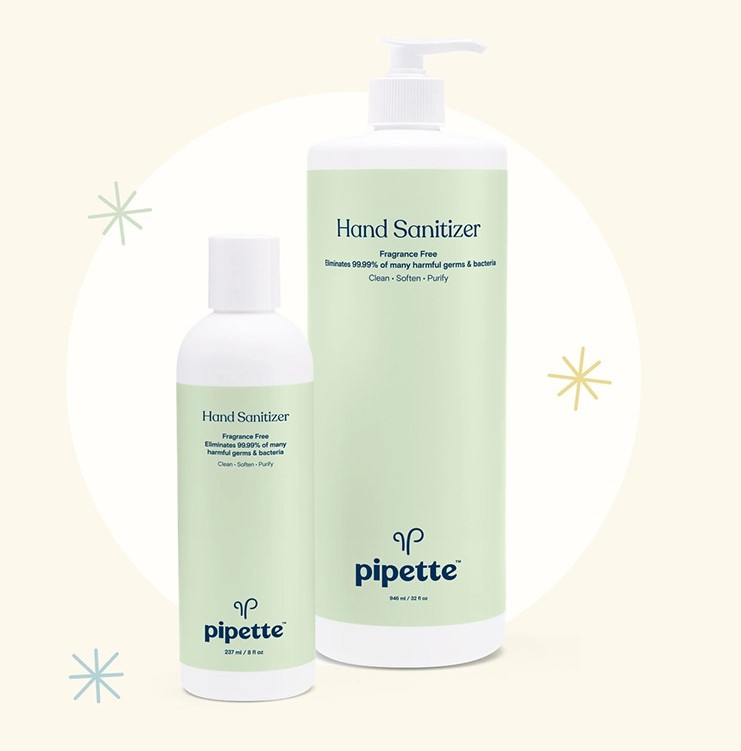 Hand Sanitizer
Fragrance Free
Eliminates 99.99% of many harmful germs & bacteria
Clean • Soften • Purify
pipette™
946 ml / 32 fl oz
Hand Sanitizer
Fragrance Free
Eliminates 99.99% of many
harmful germs & bacteria
Clean • Soften • Purify
pipette™
237 ml / 8 fl oz